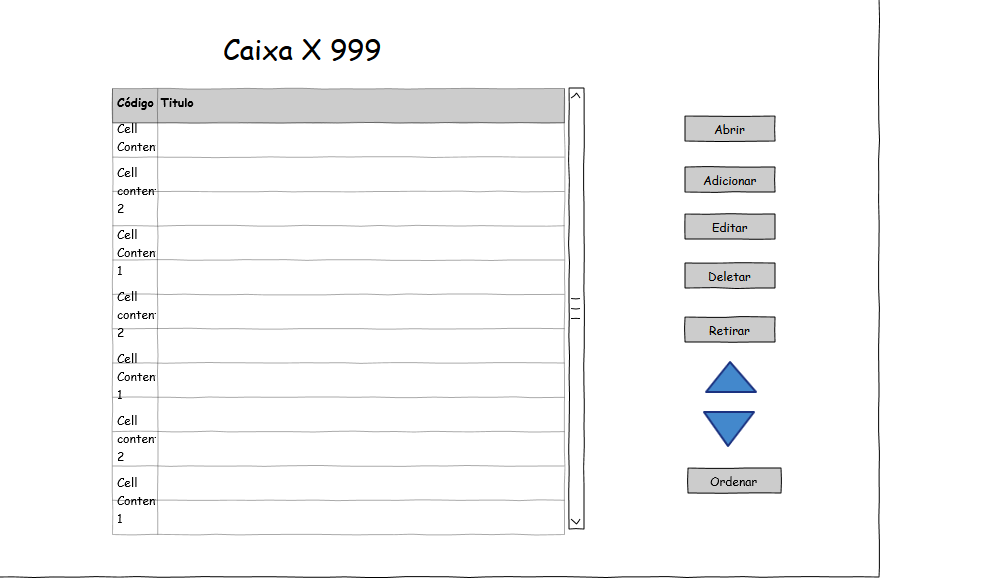 Caixa X 999
Código Titulo
Cell
Conten
Cell
conten
2
Cell
Conten
1
Cell
conten
2
Cell
Conten
1
Cell
conten
2
Cell
Conten
1
Abrir
Adicionar
Editar
Deletar
Retirar
Ordenar